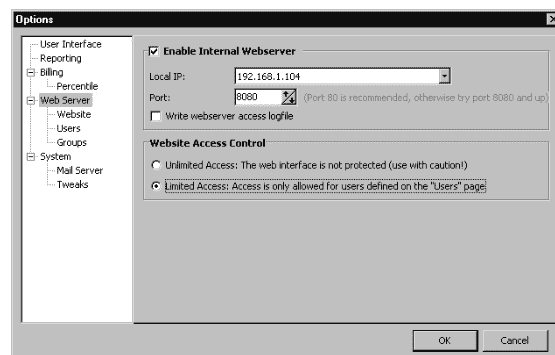 Options
User Interface
Reporting
Billing
Percentile
Web Server
Website
Users
Groups
System
Mail Server
Tweaks
Enable Internal Webserver
Local IP: 192.168.1.104
Port: 8080 (Port 80 is recommended, otherwise try port 8080 and up)
Write webserver access logfile
Website Access Control
Unlimited Access: The web interface is not protected (use with caution!)
Limited Access: Access is only allowed for users defined on the "Users" page
OK Cancel